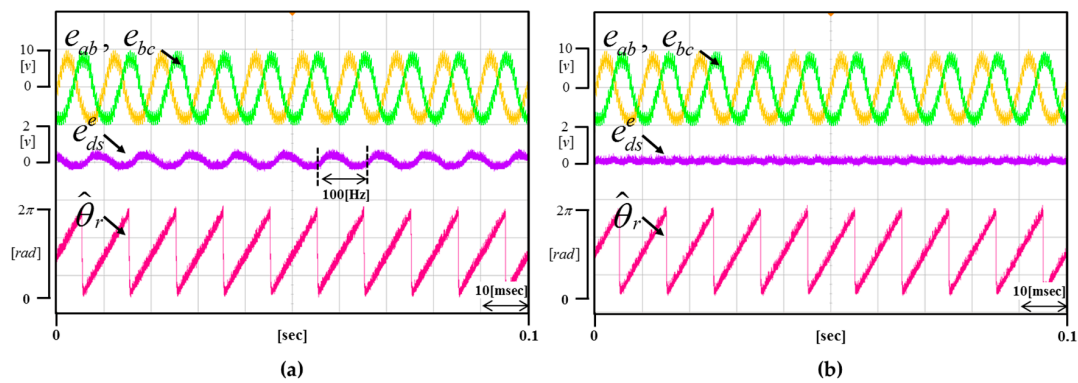 e_ab, e_bc
10
[v]
0
2
[v]
0
e^e_ds
100[Hz]
2π
θ̂_r
[rad]
0
10[msec]
0
[sec]
0.1
(a)
e_ab, e_bc
10
[v]
0
2
[v]
0
e^e_ds
2π
θ̂_r
[rad]
0
10[msec]
0
[sec]
0.1
(b)